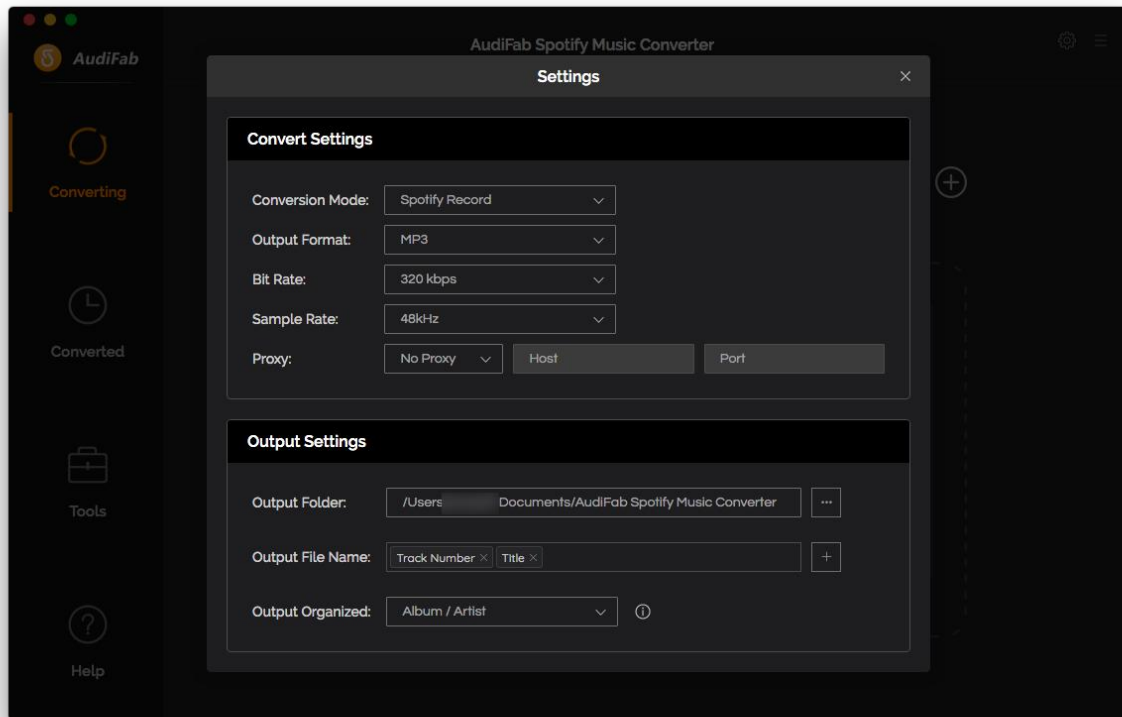 AudiFab
AudiFab Spotify Music Converter
Settings
Convert Settings
Conversion Mode: Spotify Record
Output Format: MP3
Bit Rate: 320 kbps
Sample Rate: 48kHz
Proxy: No Proxy Host Port
Output Settings
Output Folder: /Users Documents/AudiFab Spotify Music Converter ...
Output File Name: Track Number × Title × +
Output Organized: Album / Artist
Converting
Converted
Tools
Help